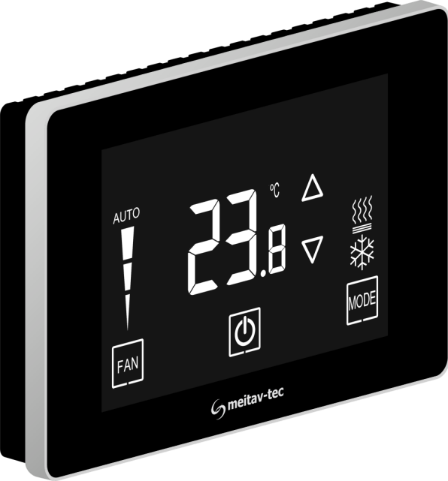 °C
AUTO
23.8
MODE
FAN
meitav-tec